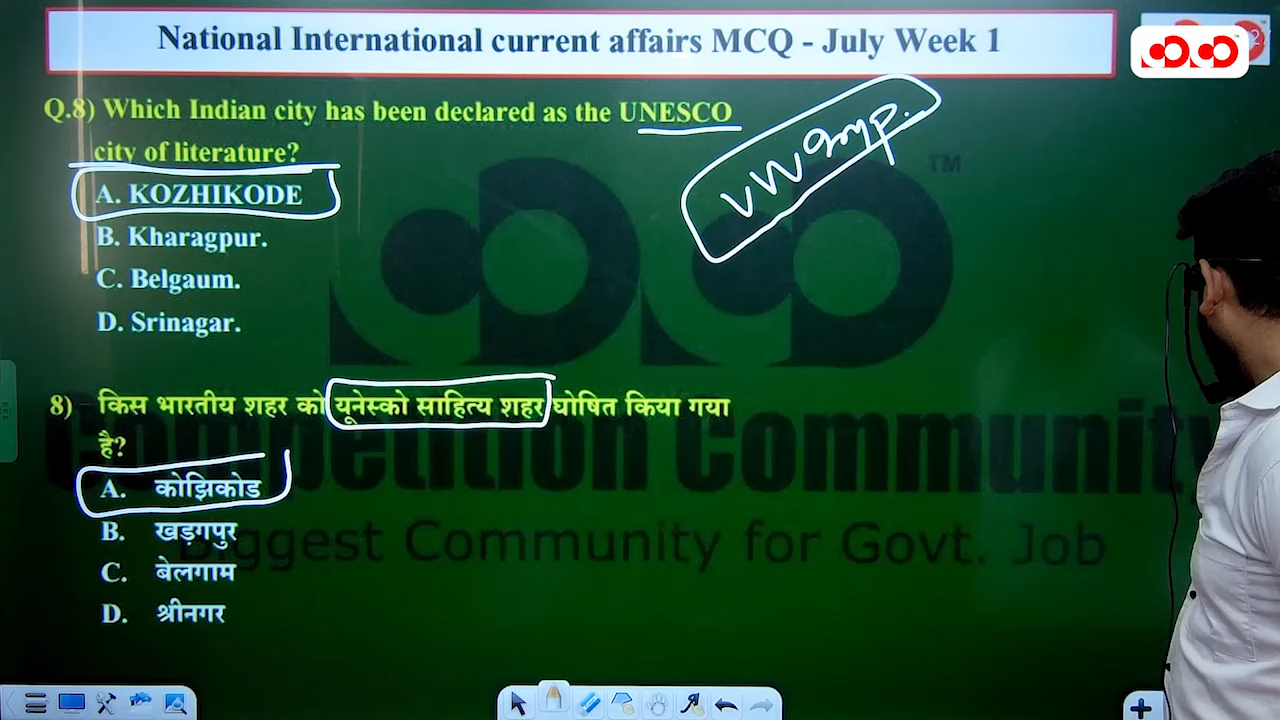 National International current affairs MCQ - July Week 1
Q.8) Which Indian city has been declared as the UNESCO
city of literature?
A. KOZHIKODE
B. Kharagpur.
C. Belgaum.
D. Srinagar.
TM
8) किस भारतीय शहर को यूनेस्को साहित्य शहर घोषित किया गया
है?
A. कोझिकोड
B. खड़गपुर
C. बेलगाम
D. श्रीनगर
Competition Community
Biggest Community for Govt. Job